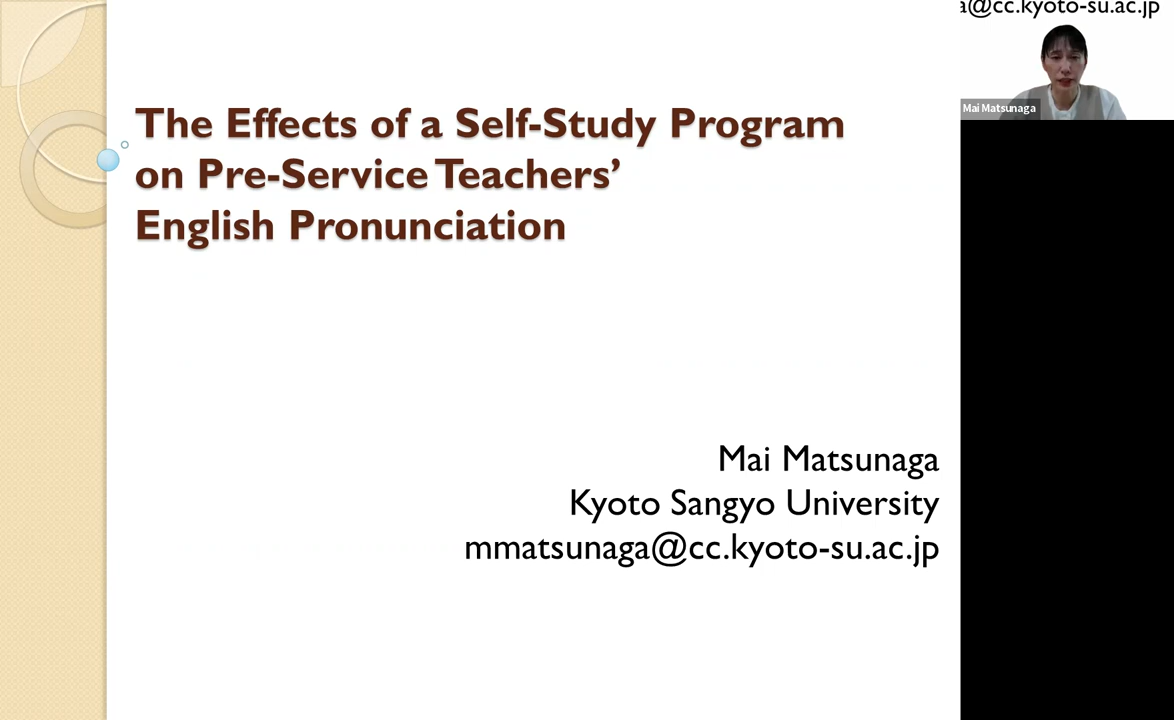 The Effects of a Self-Study Program
on Pre-Service Teachers’
English Pronunciation
Mai Matsunaga
Kyoto Sangyo University
mmatsunaga@cc.kyoto-su.ac.jp
a@cc.kyoto-su.ac.jp
Mai Matsunaga